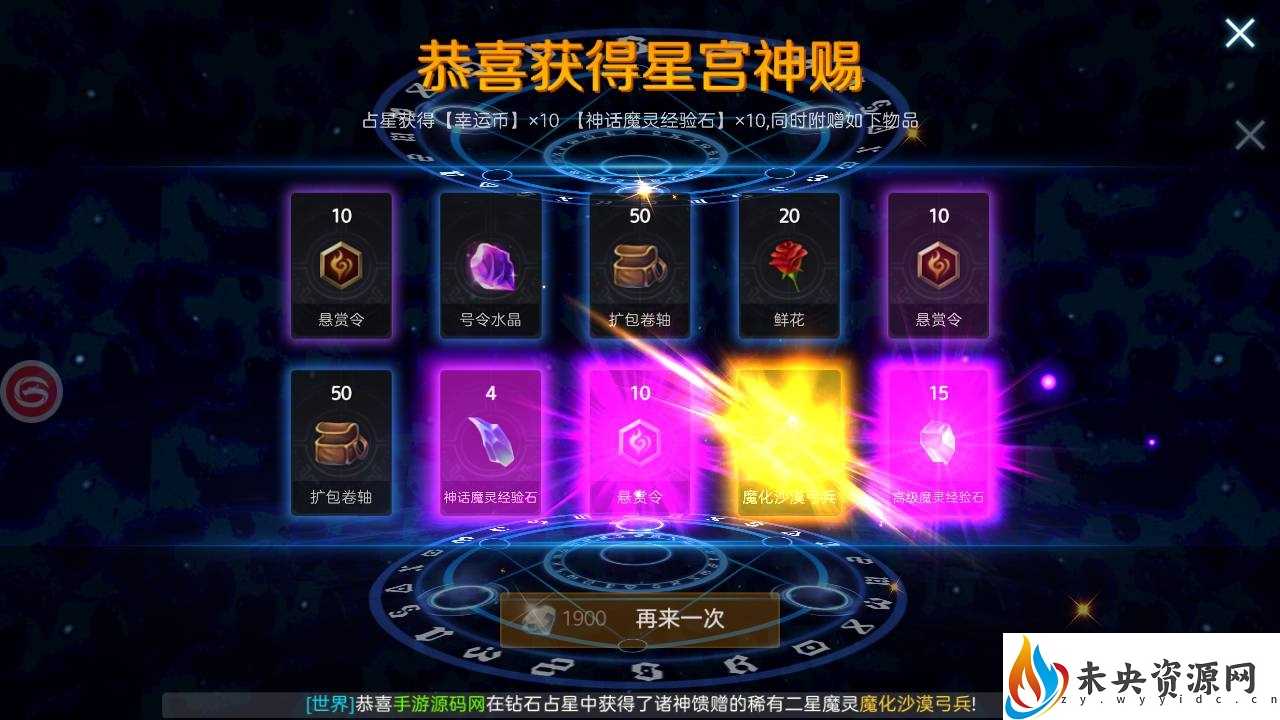 恭喜获得星宫神赐
占星获得【幸运币】×10 【神话魔灵经验石】×10,同时附赠如下物品
10
悬赏令
号令水晶
50
扩包卷轴
20
鲜花
10
悬赏令
50
扩包卷轴
4
神话魔灵经验石
10
悬赏令
魔化沙漠弓兵
15
高级魔灵经验石
1900 再来一次
[世界]恭喜手游源码网在钻石占星中获得了诸神馈赠的稀有二星魔灵魔化沙漠弓兵!
未央资源网
zy.wyyidc.cn